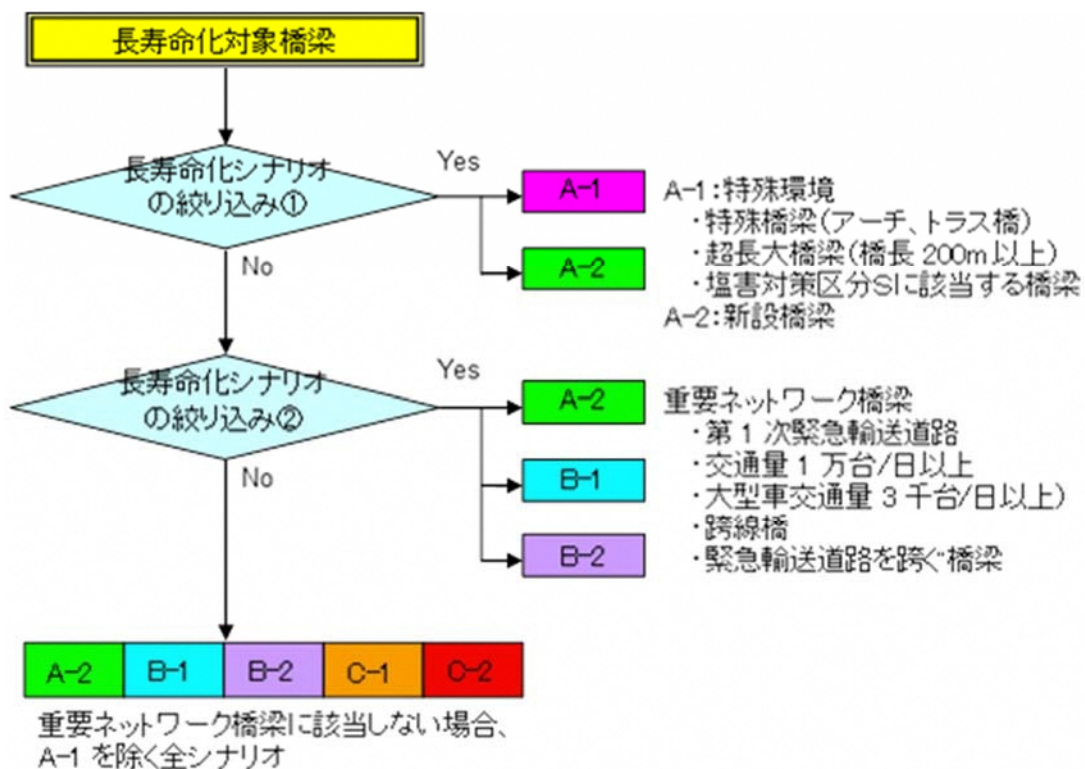 長寿命化対象橋梁
長寿命化シナリオ
の絞り込み①
Yes
A-1
A-2
A-1:特殊環境
・特殊橋梁(アーチ、トラス橋)
・超長大橋梁(橋長 200m 以上)
・塩害対策区分SIに該当する橋梁
A-2:新設橋梁
No
長寿命化シナリオ
の絞り込み②
Yes
A-2
B-1
B-2
重要ネットワーク橋梁
・第 1 次緊急輸送道路
・交通量 1 万台/日以上
・大型車交通量 3 千台/日以上)
・跨線橋
・緊急輸送道路を跨ぐ橋梁
No
A-2
B-1
B-2
C-1
C-2
重要ネットワーク橋梁に該当しない場合、
A-1 を除く全シナリオ